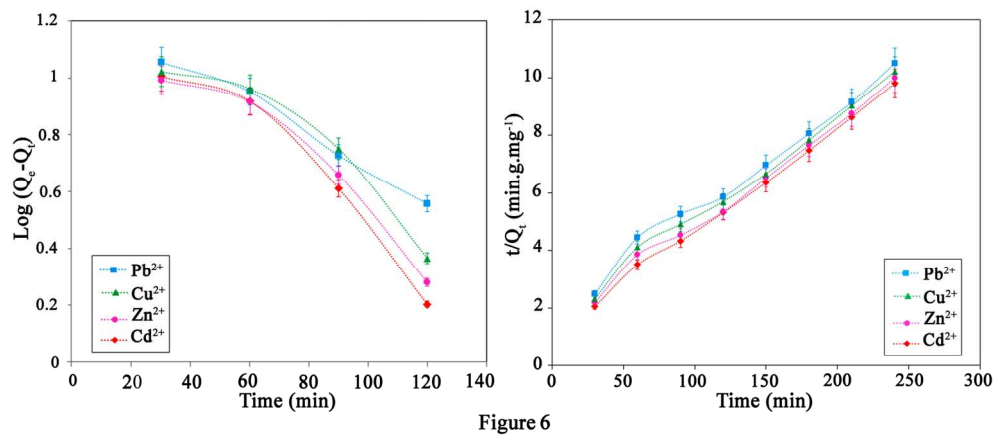 1.2
1
0.8
0.6
0.4
0.2
0
Log (Qe-Qt)
Pb²⁺
Cu²⁺
Zn²⁺
Cd²⁺
0 20 40 60 80 100 120 140
Time (min)
12
10
8
6
4
2
0
t/Qt (min.g.mg⁻¹)
Pb²⁺
Cu²⁺
Zn²⁺
Cd²⁺
0 50 100 150 200 250 300
Time (min)
Figure 6